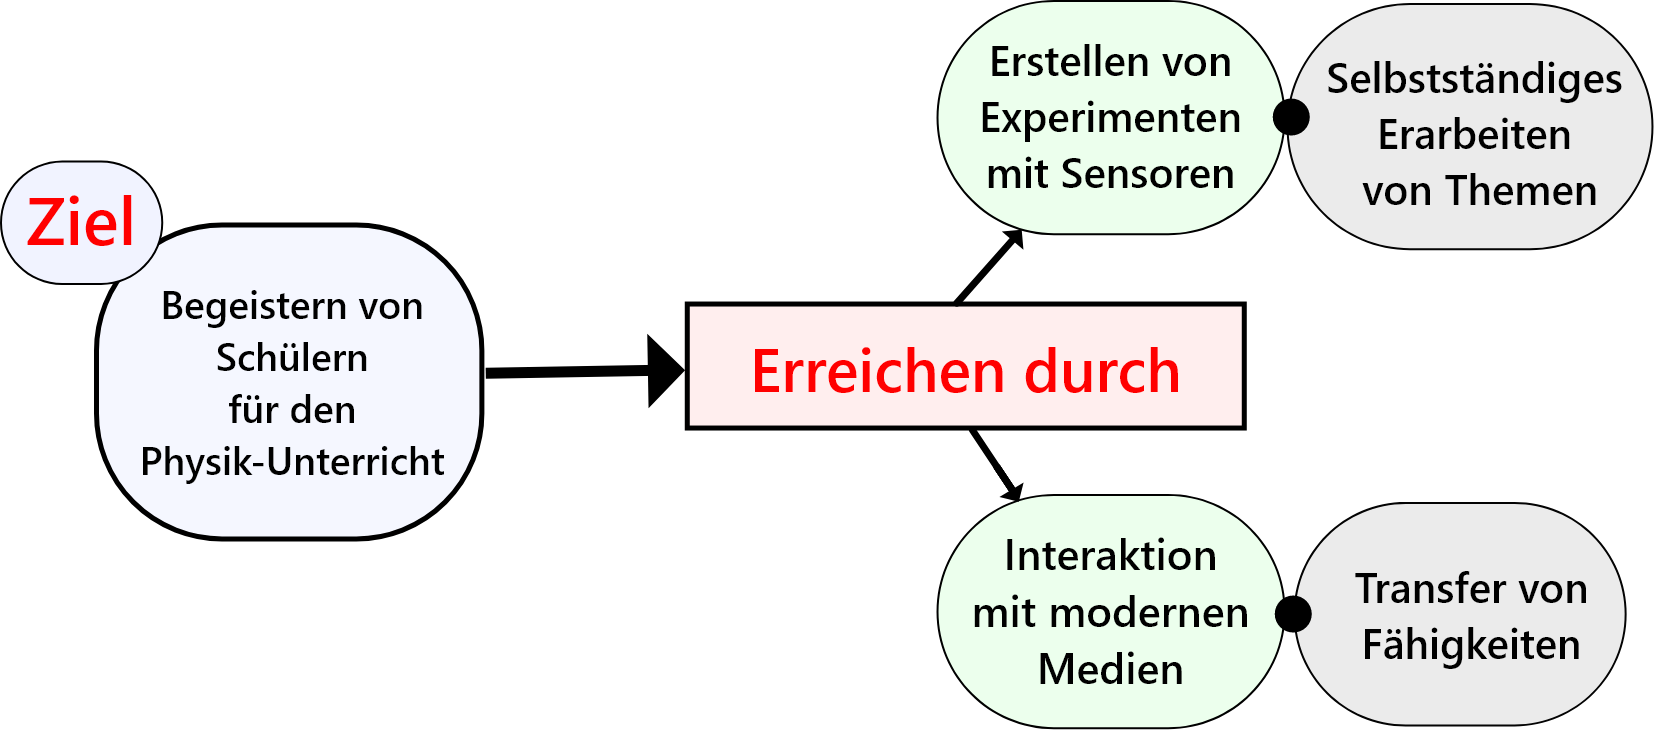 Ziel
Begeistern von
Schülern
für den
Physik-Unterricht
Erreichen durch
Erstellen von
Experimenten
mit Sensoren
Selbstständiges
Erarbeiten
von Themen
Interaktion
mit modernen
Medien
Transfer von
Fähigkeiten